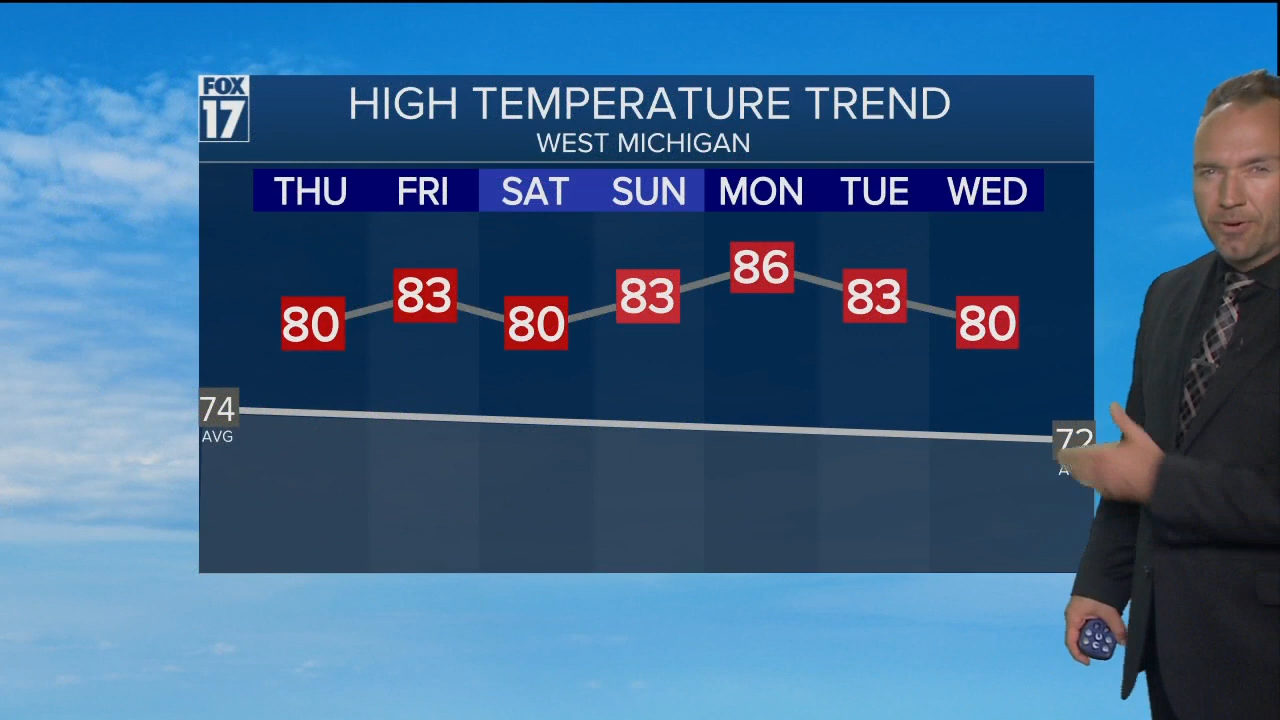 FOX
17
HIGH TEMPERATURE TREND
WEST MICHIGAN
THU FRI SAT SUN MON TUE WED
80 83 80 83 86 83 80
74
AVG
72